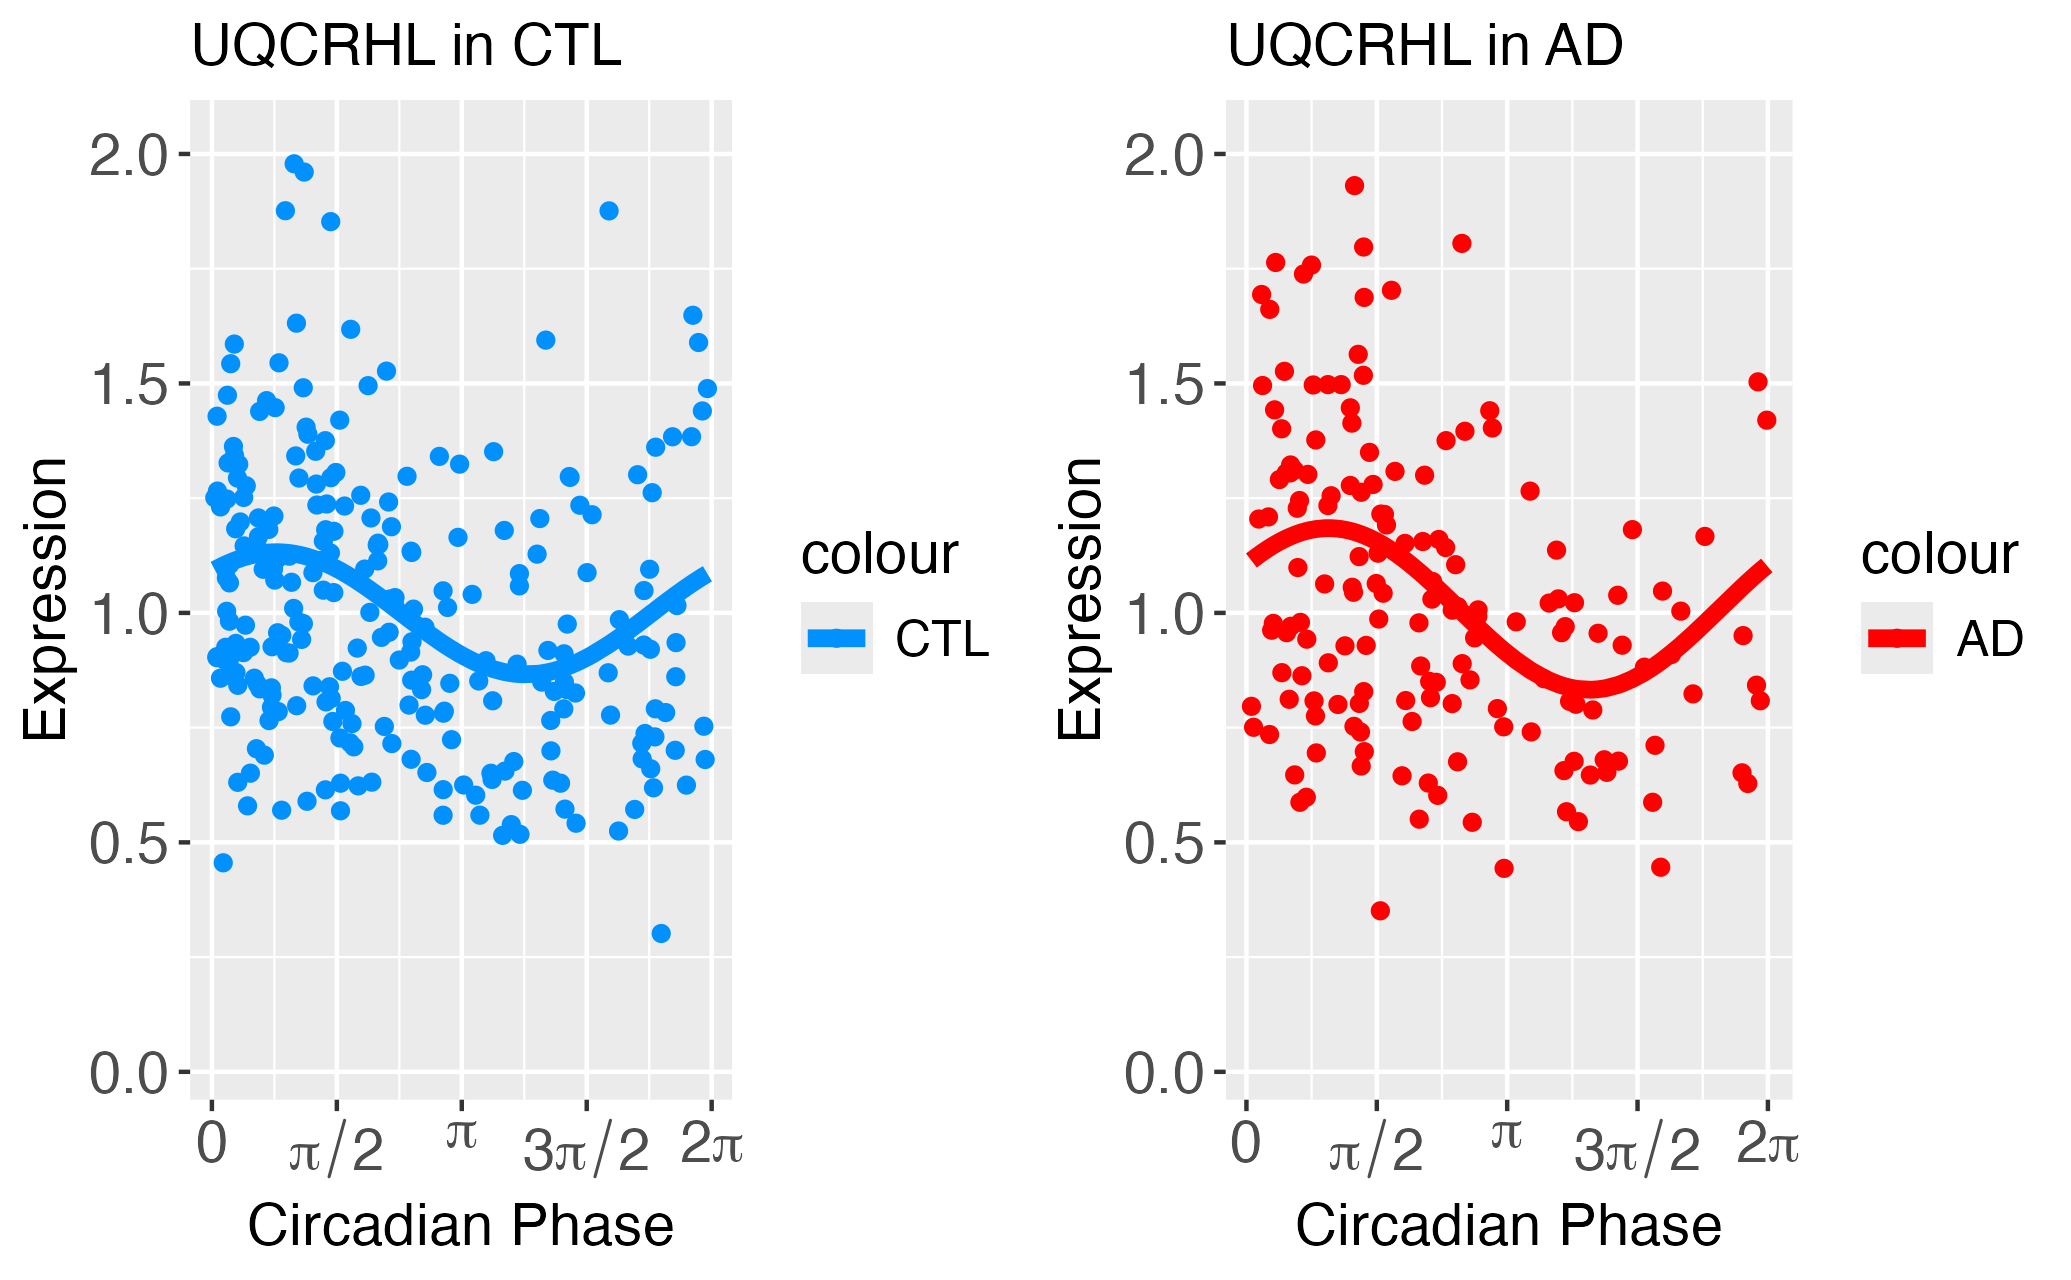 UQCRHL in CTL
Expression
2.0
1.5
1.0
0.5
0.0
0 π/2 π 3π/2 2π
Circadian Phase
colour
CTL
UQCRHL in AD
Expression
2.0
1.5
1.0
0.5
0.0
0 π/2 π 3π/2 2π
Circadian Phase
colour
AD